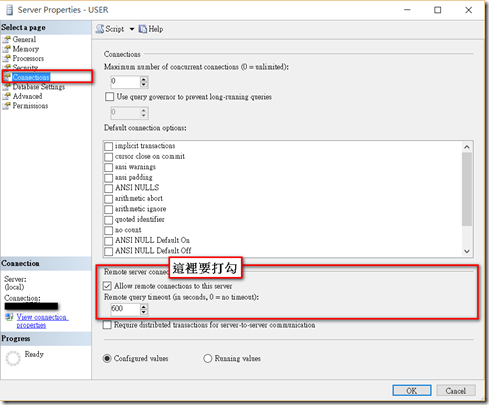 Server Properties - USER
Select a page
General
Memory
Processors
Security
Connections
Database Settings
Advanced
Permissions
Script
Help
Connections
Maximum number of concurrent connections (0 = unlimited):
0
Use query governor to prevent long-running queries
0
Default connection options:
implicit transactions
cursor close on commit
ansi warnings
ansi padding
ANSI NULLS
arithmetic abort
arithmetic ignore
quoted identifier
no count
ANSI NULL Default On
ANSI NULL Default Off
這裡要打勾
Remote server connec
Allow remote connections to this server
Remote query timeout (in seconds, 0 = no timeout):
600
Require distributed transactions for server-to-server communication
Connection
Server:
(local)
Connection:
View connection
properties
Progress
Ready
Configured values
Running values
OK
Cancel